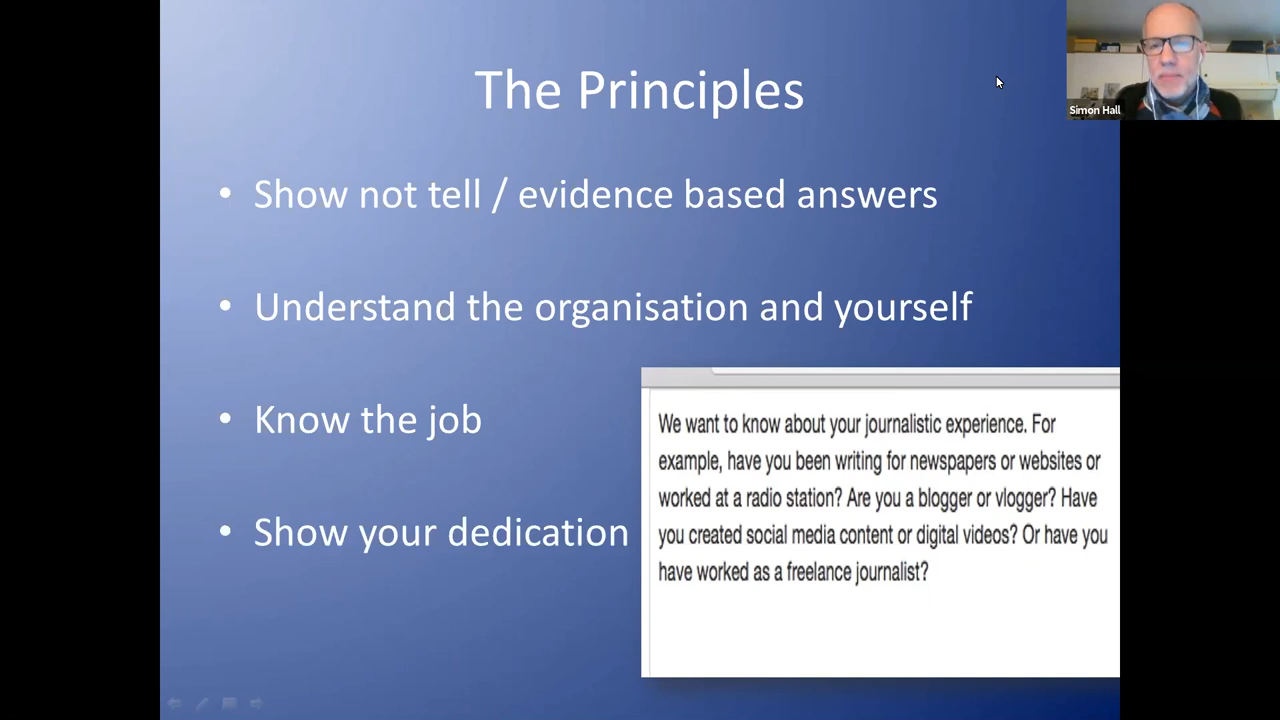 The Principles
Simon Hall
• Show not tell / evidence based answers
• Understand the organisation and yourself
• Know the job
• Show your dedication
We want to know about your journalistic experience. For
example, have you been writing for newspapers or websites or
worked at a radio station? Are you a blogger or vlogger? Have
you created social media content or digital videos? Or have you
have worked as a freelance journalist?